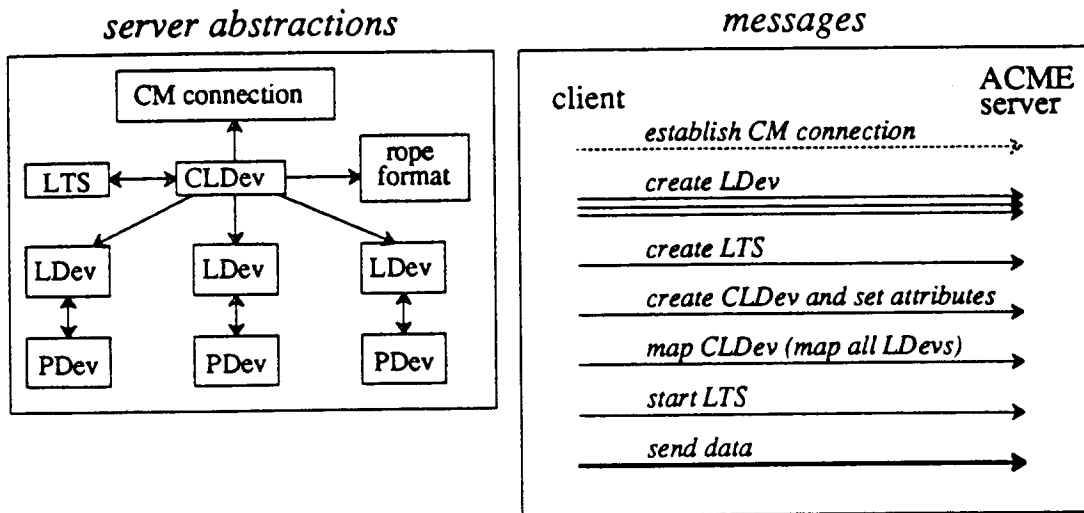 server abstractions
CM connection
LTS
CLDev
rope
format
LDev
LDev
LDev
PDev
PDev
PDev
messages
client
ACME
server
establish CM connection
create LDev
create LTS
create CLDev and set attributes
map CLDev (map all LDevs)
start LTS
send data